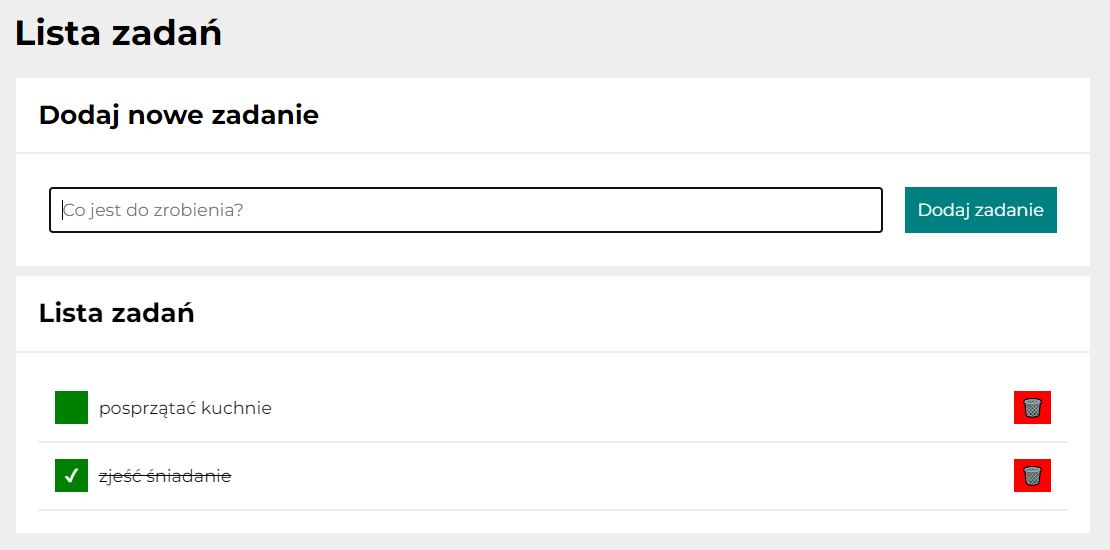 Lista zadań
Dodaj nowe zadanie
Co jest do zrobienia?
Dodaj zadanie
Lista zadań
posprzątać kuchnie
zjeść śniadanie